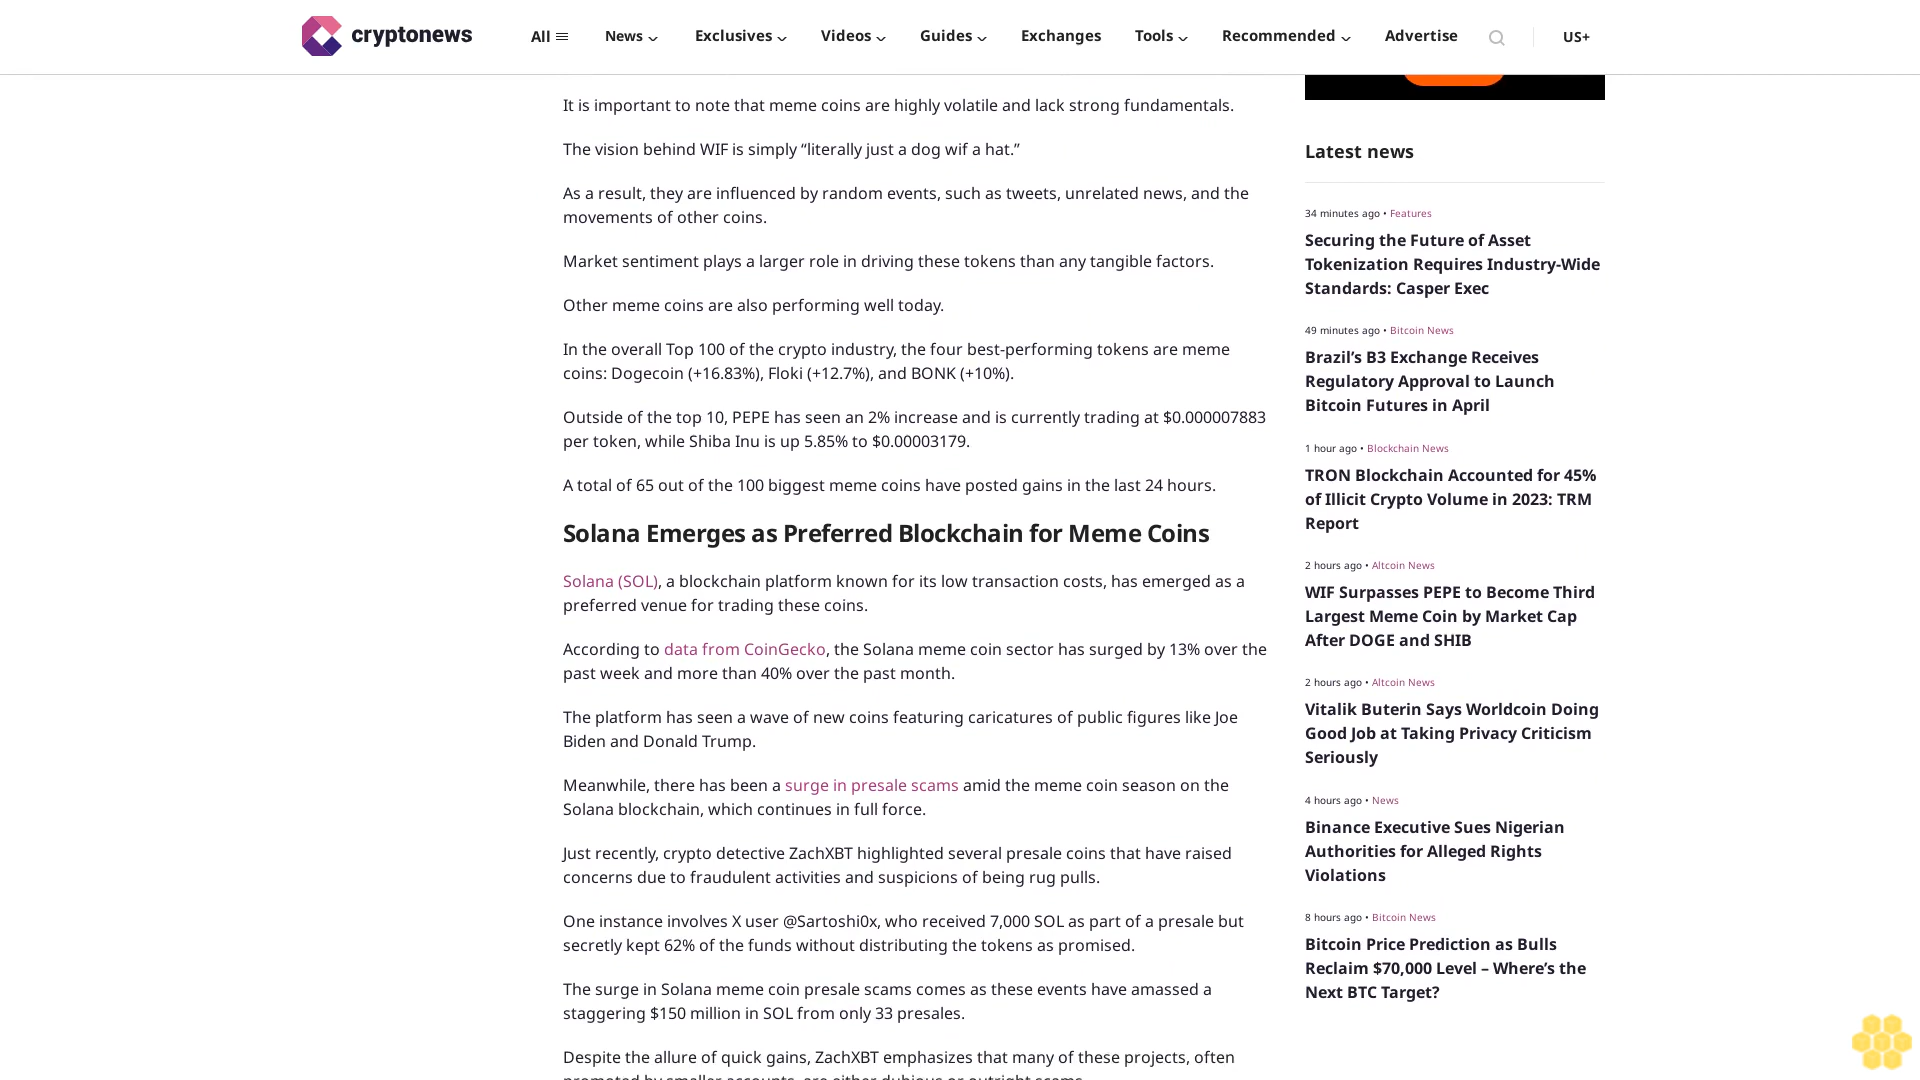 cryptonews
All
News
Exclusives
Videos
Guides
Exchanges
Tools
Recommended
Advertise
US+
It is important to note that meme coins are highly volatile and lack strong fundamentals.
The vision behind WIF is simply “literally just a dog wif a hat.”
As a result, they are influenced by random events, such as tweets, unrelated news, and the
movements of other coins.
Market sentiment plays a larger role in driving these tokens than any tangible factors.
Other meme coins are also performing well today.
In the overall Top 100 of the crypto industry, the four best-performing tokens are meme
coins: Dogecoin (+16.83%), Floki (+12.7%), and BONK (+10%).
Outside of the top 10, PEPE has seen an 2% increase and is currently trading at $0.000007883
per token, while Shiba Inu is up 5.85% to $0.00003179.
A total of 65 out of the 100 biggest meme coins have posted gains in the last 24 hours.
Solana Emerges as Preferred Blockchain for Meme Coins
Solana (SOL), a blockchain platform known for its low transaction costs, has emerged as a
preferred venue for trading these coins.
According to data from CoinGecko, the Solana meme coin sector has surged by 13% over the
past week and more than 40% over the past month.
The platform has seen a wave of new coins featuring caricatures of public figures like Joe
Biden and Donald Trump.
Meanwhile, there has been a surge in presale scams amid the meme coin season on the
Solana blockchain, which continues in full force.
Just recently, crypto detective ZachXBT highlighted several presale coins that have raised
concerns due to fraudulent activities and suspicions of being rug pulls.
One instance involves X user @Sartoshi0x, who received 7,000 SOL as part of a presale but
secretly kept 62% of the funds without distributing the tokens as promised.
The surge in Solana meme coin presale scams comes as these events have amassed a
staggering $150 million in SOL from only 33 presales.
Despite the allure of quick gains, ZachXBT emphasizes that many of these projects, often
promoted by smaller accounts, are either dubious or outright scams.
Latest news
34 minutes ago • Features
Securing the Future of Asset
Tokenization Requires Industry-Wide
Standards: Casper Exec
49 minutes ago • Bitcoin News
Brazil’s B3 Exchange Receives
Regulatory Approval to Launch
Bitcoin Futures in April
1 hour ago • Blockchain News
TRON Blockchain Accounted for 45%
of Illicit Crypto Volume in 2023: TRM
Report
2 hours ago • Altcoin News
WIF Surpasses PEPE to Become Third
Largest Meme Coin by Market Cap
After DOGE and SHIB
2 hours ago • Altcoin News
Vitalik Buterin Says Worldcoin Doing
Good Job at Taking Privacy Criticism
Seriously
4 hours ago • News
Binance Executive Sues Nigerian
Authorities for Alleged Rights
Violations
8 hours ago • Bitcoin News
Bitcoin Price Prediction as Bulls
Reclaim $70,000 Level – Where’s the
Next BTC Target?